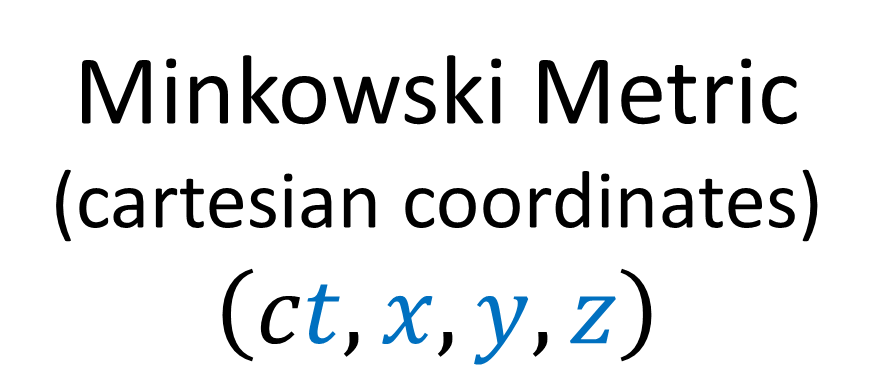 Minkowski Metric
(cartesian coordinates)
(ct, x, y, z)